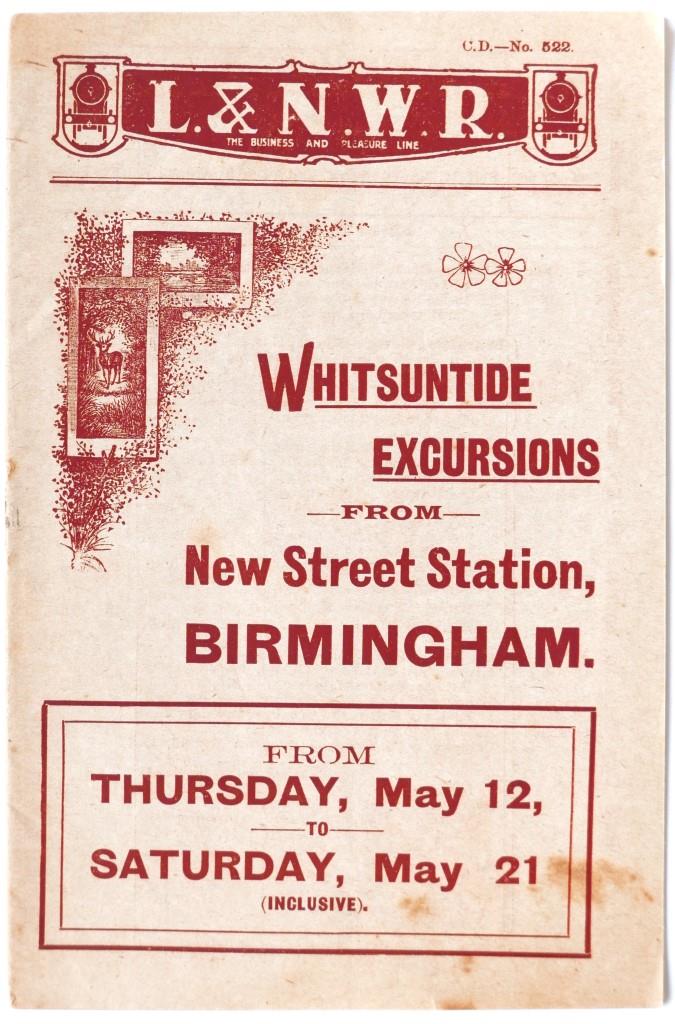 C.D.—No. 522.
L. & N. W. R.
THE BUSINESS AND PLEASURE LINE
WHITSUNTIDE
EXCURSIONS
—FROM—
New Street Station,
BIRMINGHAM.
FROM
THURSDAY, May 12,
—TO—
SATURDAY, May 21
(INCLUSIVE).